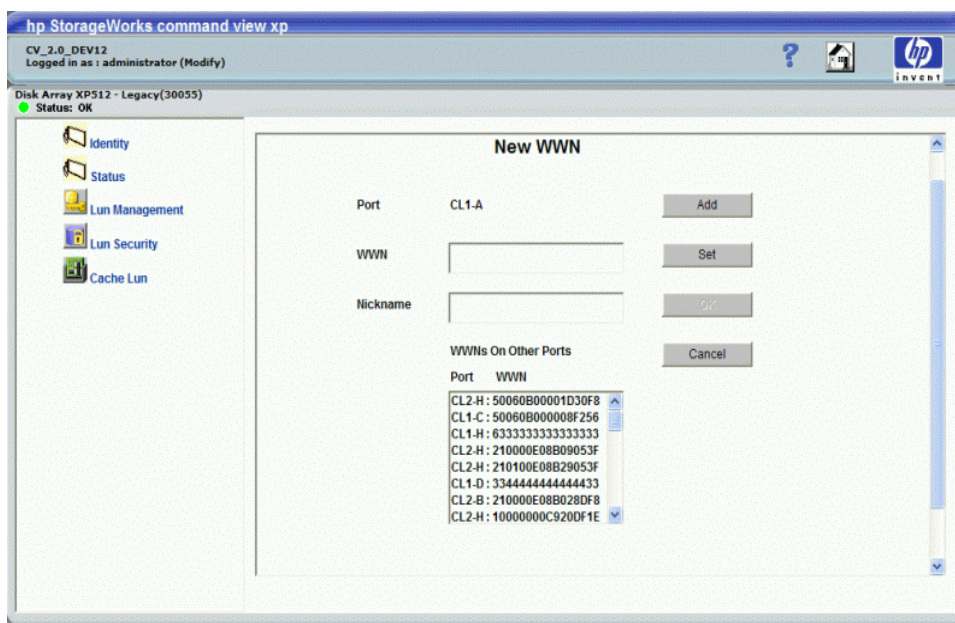 hp StorageWorks command view xp
CV_2.0_DEV12
Logged in as : administrator (Modify)
?
hp
invent
Disk Array XP512 - Legacy(30055)
Status: OK
Identity
Status
Lun Management
Lun Security
Cache Lun
New WWN
Port CL1-A Add
WWN Set
Nickname OK
WWNs On Other Ports Cancel
Port WWN
CL2-H : 50060B00001D30F8
CL1-C : 50060B000008F256
CL1-H : 6333333333333333
CL2-H : 210000E08B09053F
CL2-H : 210100E08B29053F
CL1-D : 3344444444444433
CL2-B : 210000E08B028DF8
CL2-H : 10000000C920DF1E